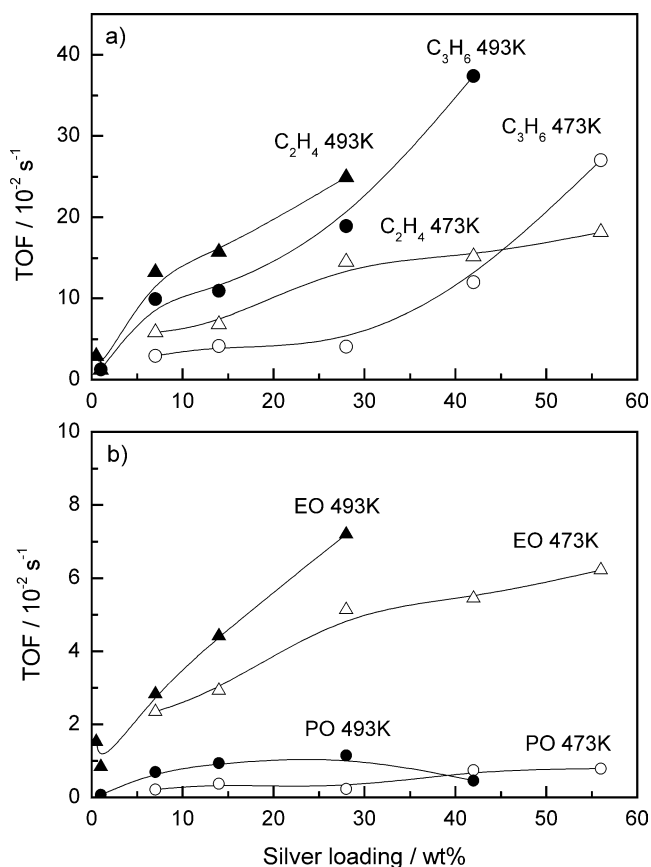 a)
C₃H₆ 493K
C₃H₆ 473K
C₂H₄ 493K
C₂H₄ 473K
TOF / 10⁻² s⁻¹
40
30
20
10
0
0 10 20 30 40 50 60
b)
EO 493K
EO 473K
PO 493K
PO 473K
TOF / 10⁻² s⁻¹
10
8
6
4
2
0
0 10 20 30 40 50 60
Silver loading / wt%